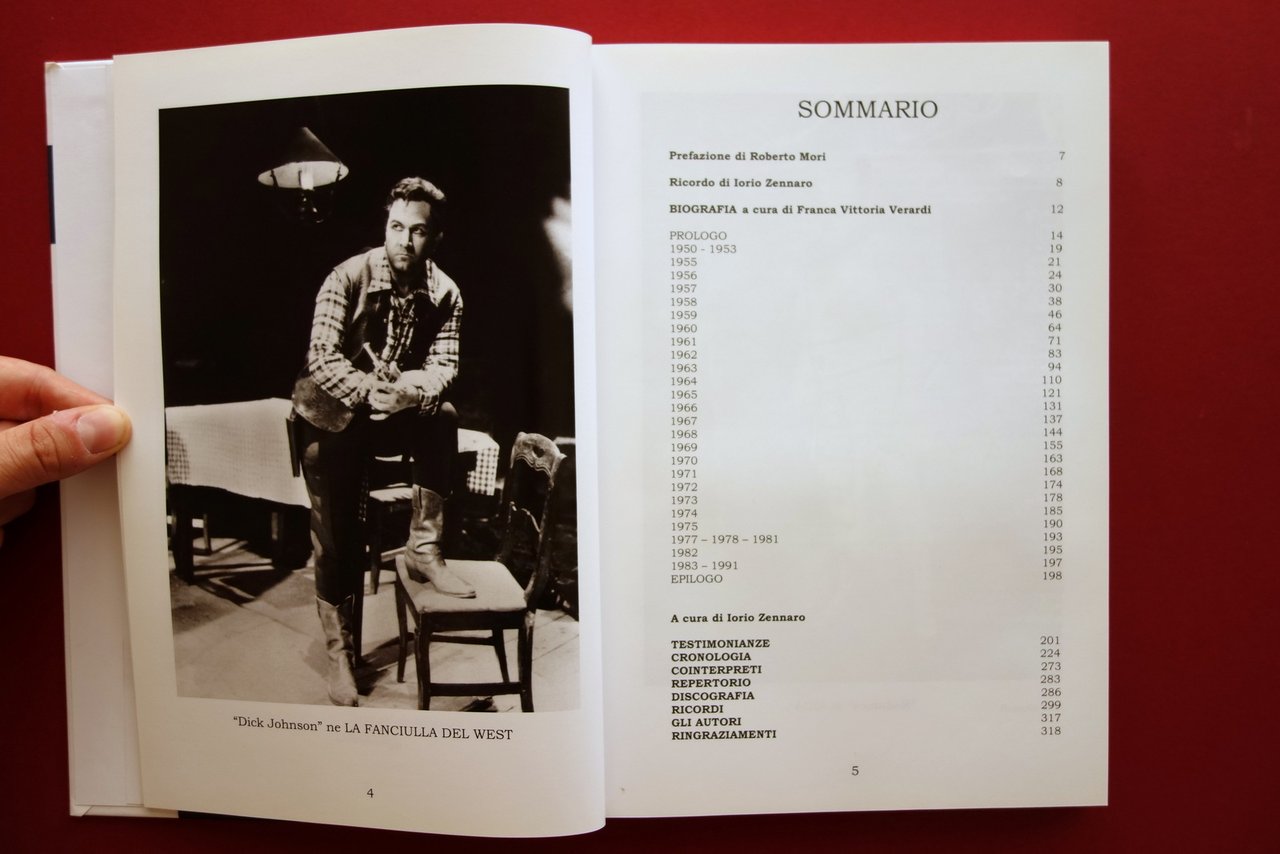 "Dick Johnson" ne LA FANCIULLA DEL WEST
4
SOMMARIO
Prefazione di Roberto Mori 7
Ricordo di Iorio Zennaro 8
BIOGRAFIA a cura di Franca Vittoria Verardi 12
PROLOGO 14
1950 - 1953 19
1955 21
1956 24
1957 30
1958 38
1959 46
1960 64
1961 71
1962 83
1963 94
1964 110
1965 121
1966 131
1967 137
1968 144
1969 155
1970 163
1971 168
1972 174
1973 178
1974 185
1975 190
1977 – 1978 – 1981 193
1982 195
1983 – 1991 197
EPILOGO 198
A cura di Iorio Zennaro
TESTIMONIANZE 201
CRONOLOGIA 224
COINTERPRETI 273
REPERTORIO 283
DISCOGRAFIA 286
RICORDI 299
GLI AUTORI 317
RINGRAZIAMENTI 318
5